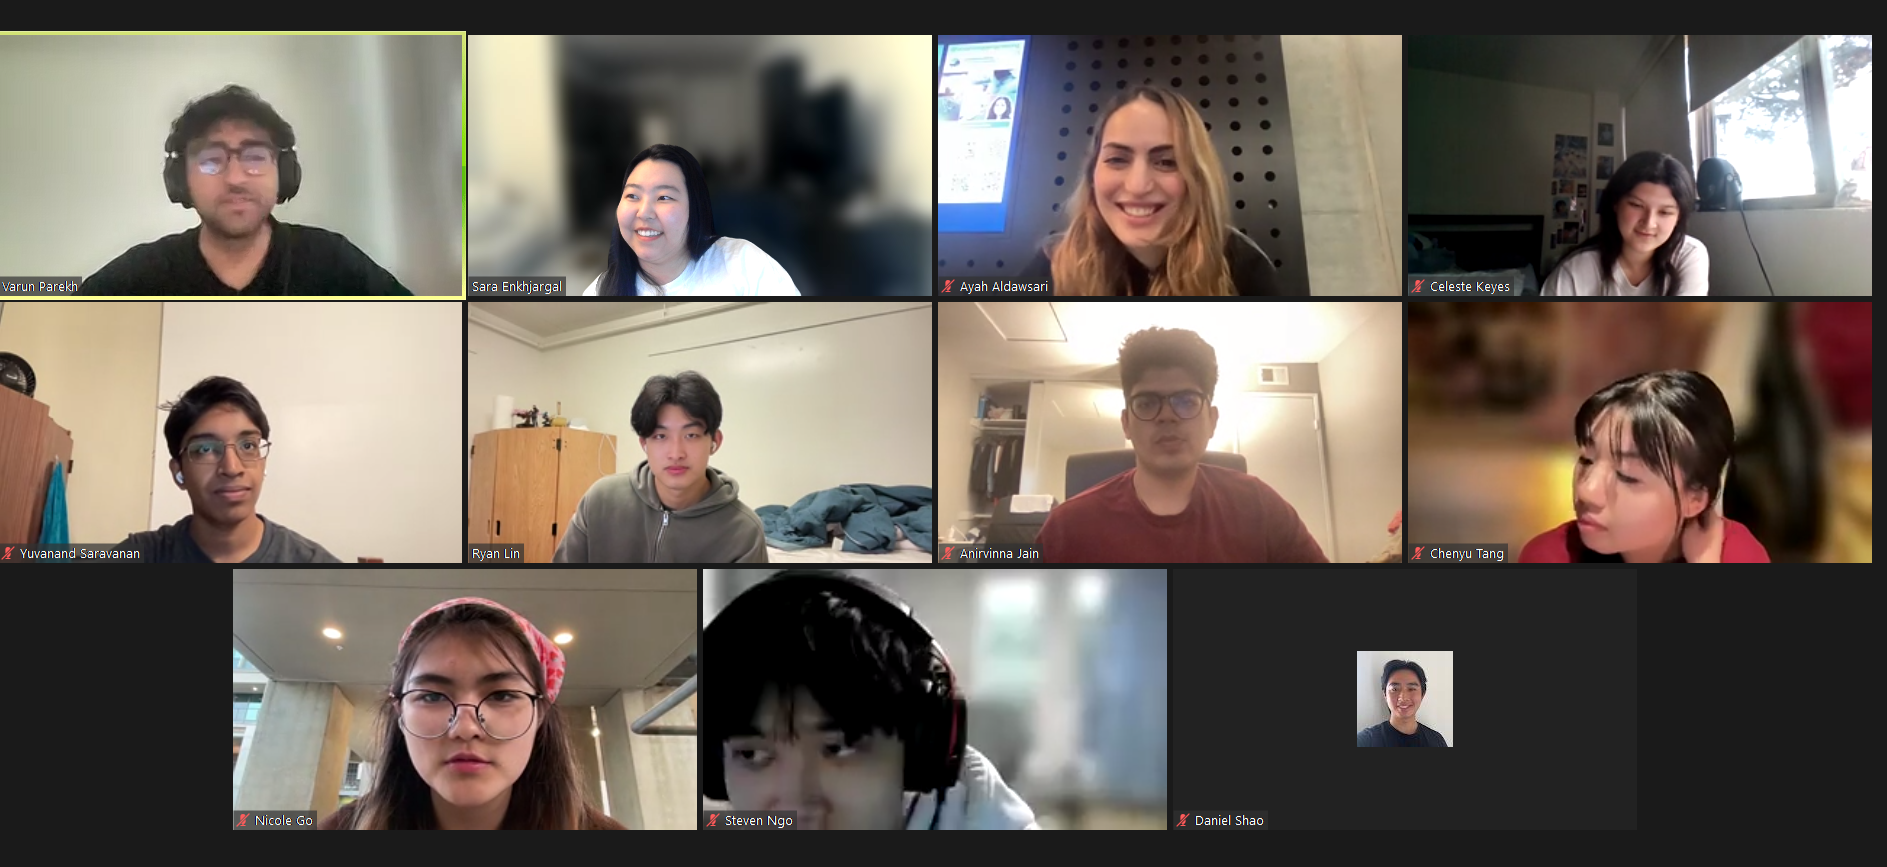 Varun Parekh
Sara Enkhjargal
Ayah Aldawsari
Celeste Keyes
Yuvanand Saravanan
Ryan Lin
Anirvinna Jain
Chenyu Tang
Nicole Go
Steven Ngo
Daniel Shao